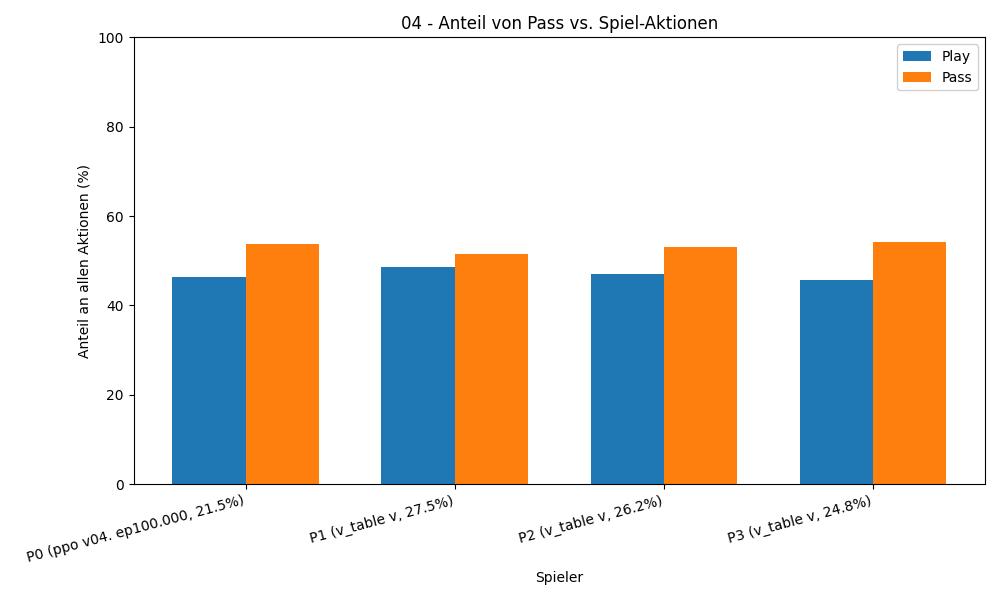 04 - Anteil von Pass vs. Spiel-Aktionen
Play
Pass
Anteil an allen Aktionen (%)
100
80
60
40
20
0
P0 (ppo v04. ep100.000, 21.5%)
P1 (v_table v, 27.5%)
P2 (v_table v, 26.2%)
P3 (v_table v, 24.8%)
Spieler